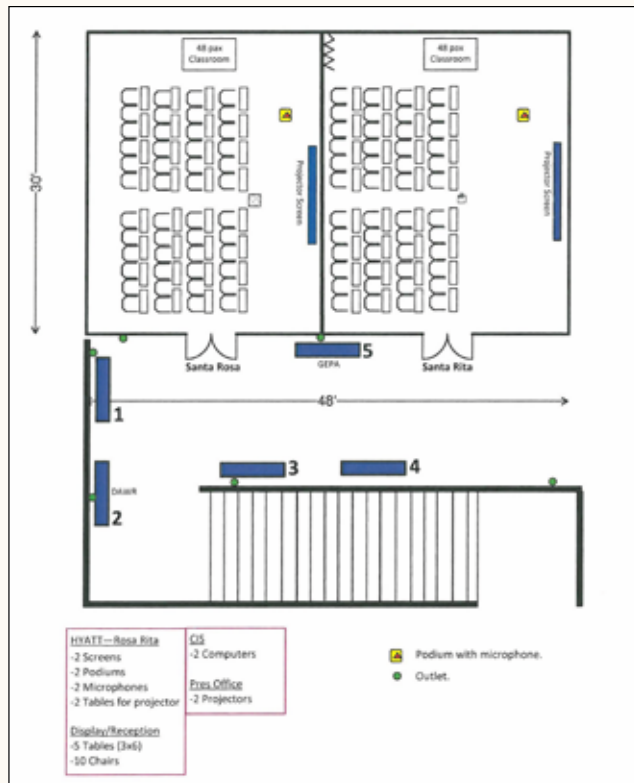 48 pax
Classroom
48 pax
Classroom
Projector Screen
Projector Screen
30'
Santa Rosa
5
GEPA
Santa Rita
48'
1
3
4
DAWR
2
HYATT—Rosa Rita
-2 Screens
-2 Podiums
-2 Microphones
-2 Tables for projector
Display/Reception
-5 Tables (3x6)
-10 Chairs
CIS
-2 Computers
Pres Office
-2 Projectors
Podium with microphone.
Outlet.